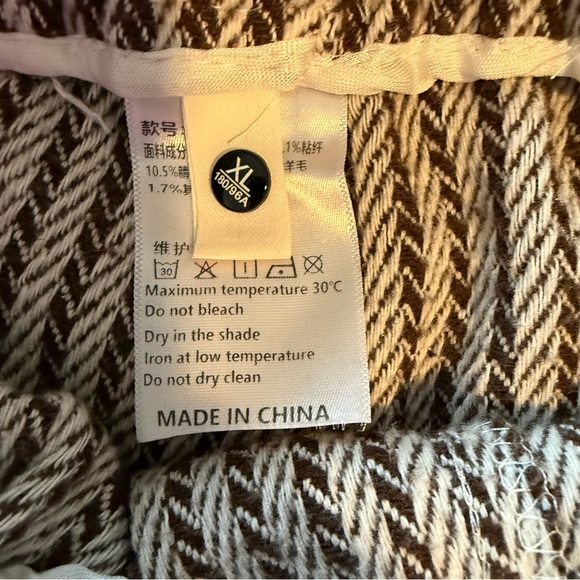 款号
面料成分 .1%粘纤
10.5%腈 羊毛
1.7%其
XL
180/96A
维护
30
Maximum temperature 30℃
Do not bleach
Dry in the shade
Iron at low temperature
Do not dry clean
MADE IN CHINA